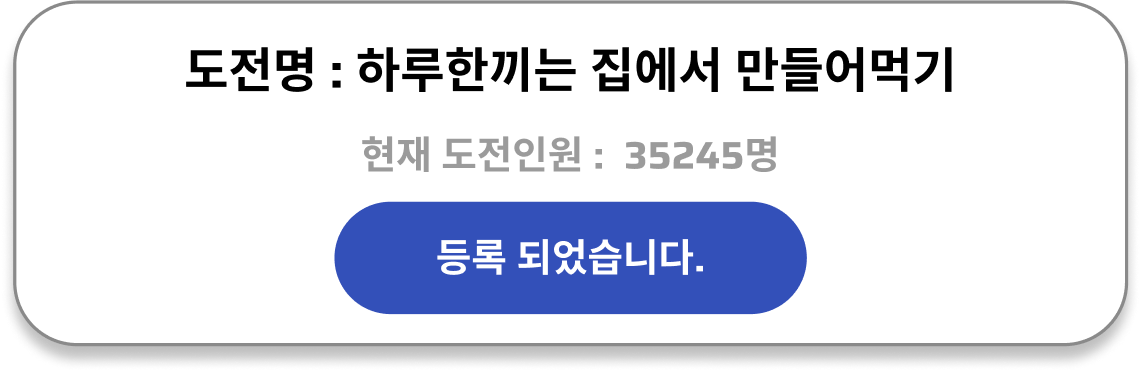 도전명 : 하루한끼는 집에서 만들어먹기
현재 도전인원 : 35245명
등록 되었습니다.